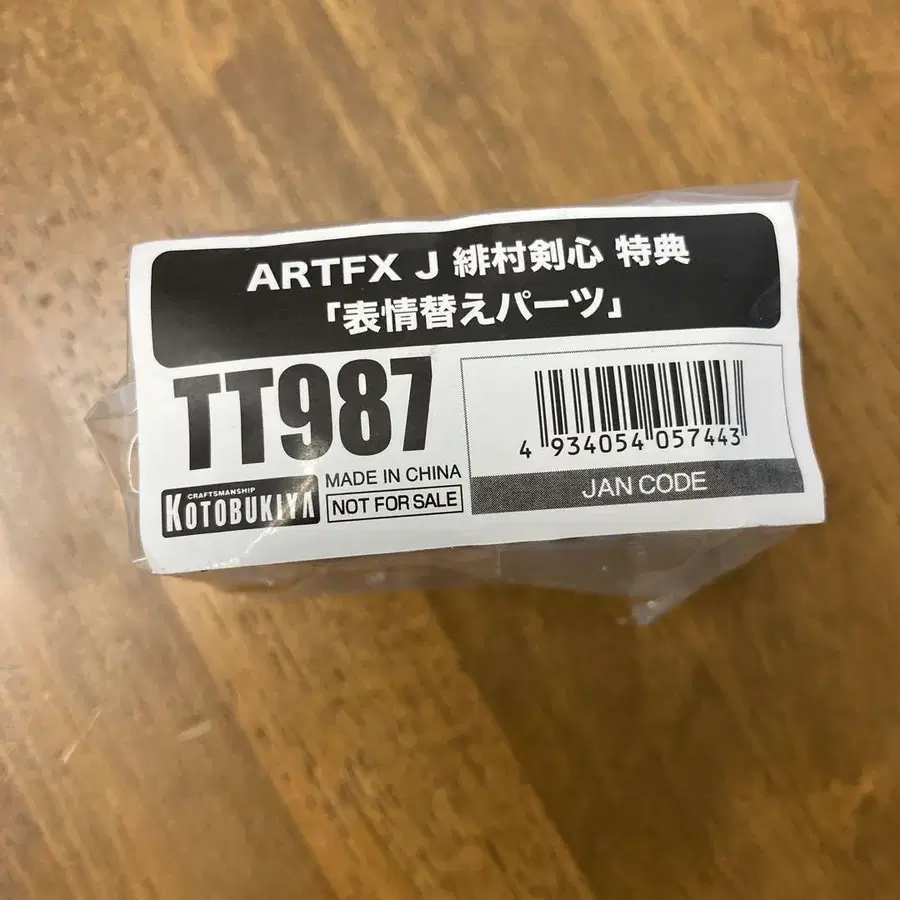 ARTFX J 緋村剣心 特典
「表情替えパーツ」
TT987
4 934054 057443
MADE IN CHINA
CRAFTSMANSHIP
KOTOBUKIYA
NOT FOR SALE
JAN CODE